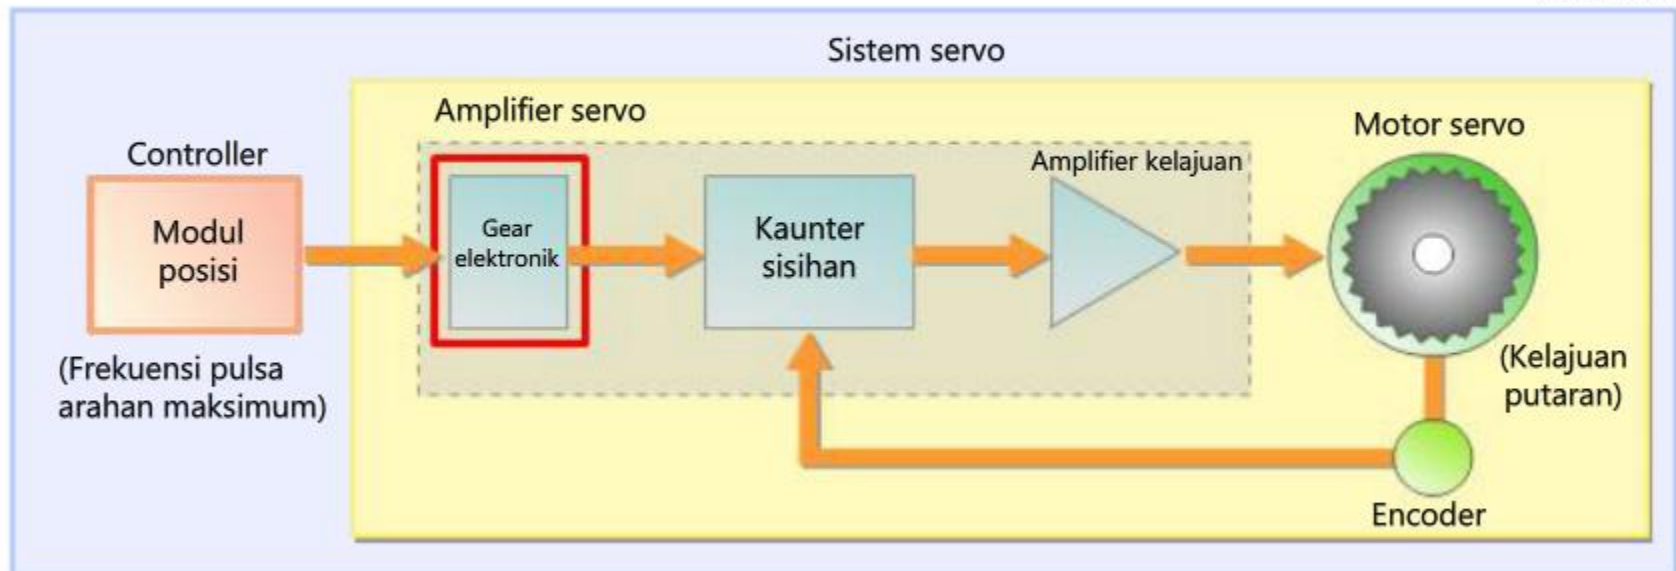 Sistem servo
Amplifier servo
Motor servo
Controller
Amplifier kelajuan
Modul
posisi
Gear
elektronik
Kaunter
sisihan
(Frekuensi pulsa
arahan maksimum)
(Kelajuan
putaran)
Encoder